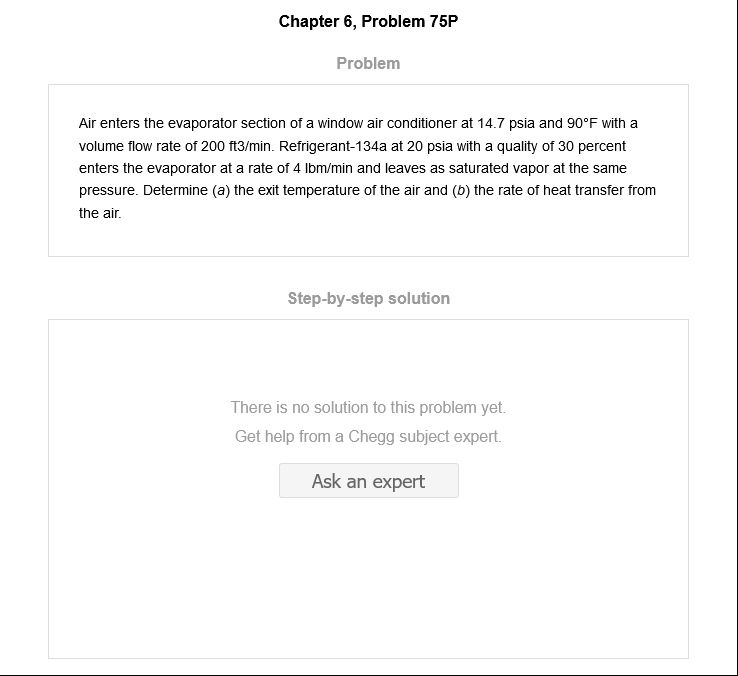 Chapter 6, Problem 75P
Problem
Air enters the evaporator section of a window air conditioner at 14.7 psia and 90°F with a
volume flow rate of 200 ft3/min. Refrigerant-134a at 20 psia with a quality of 30 percent
enters the evaporator at a rate of 4 lbm/min and leaves as saturated vapor at the same
pressure. Determine (a) the exit temperature of the air and (b) the rate of heat transfer from
the air.
Step-by-step solution
There is no solution to this problem yet.
Get help from a Chegg subject expert.
Ask an expert